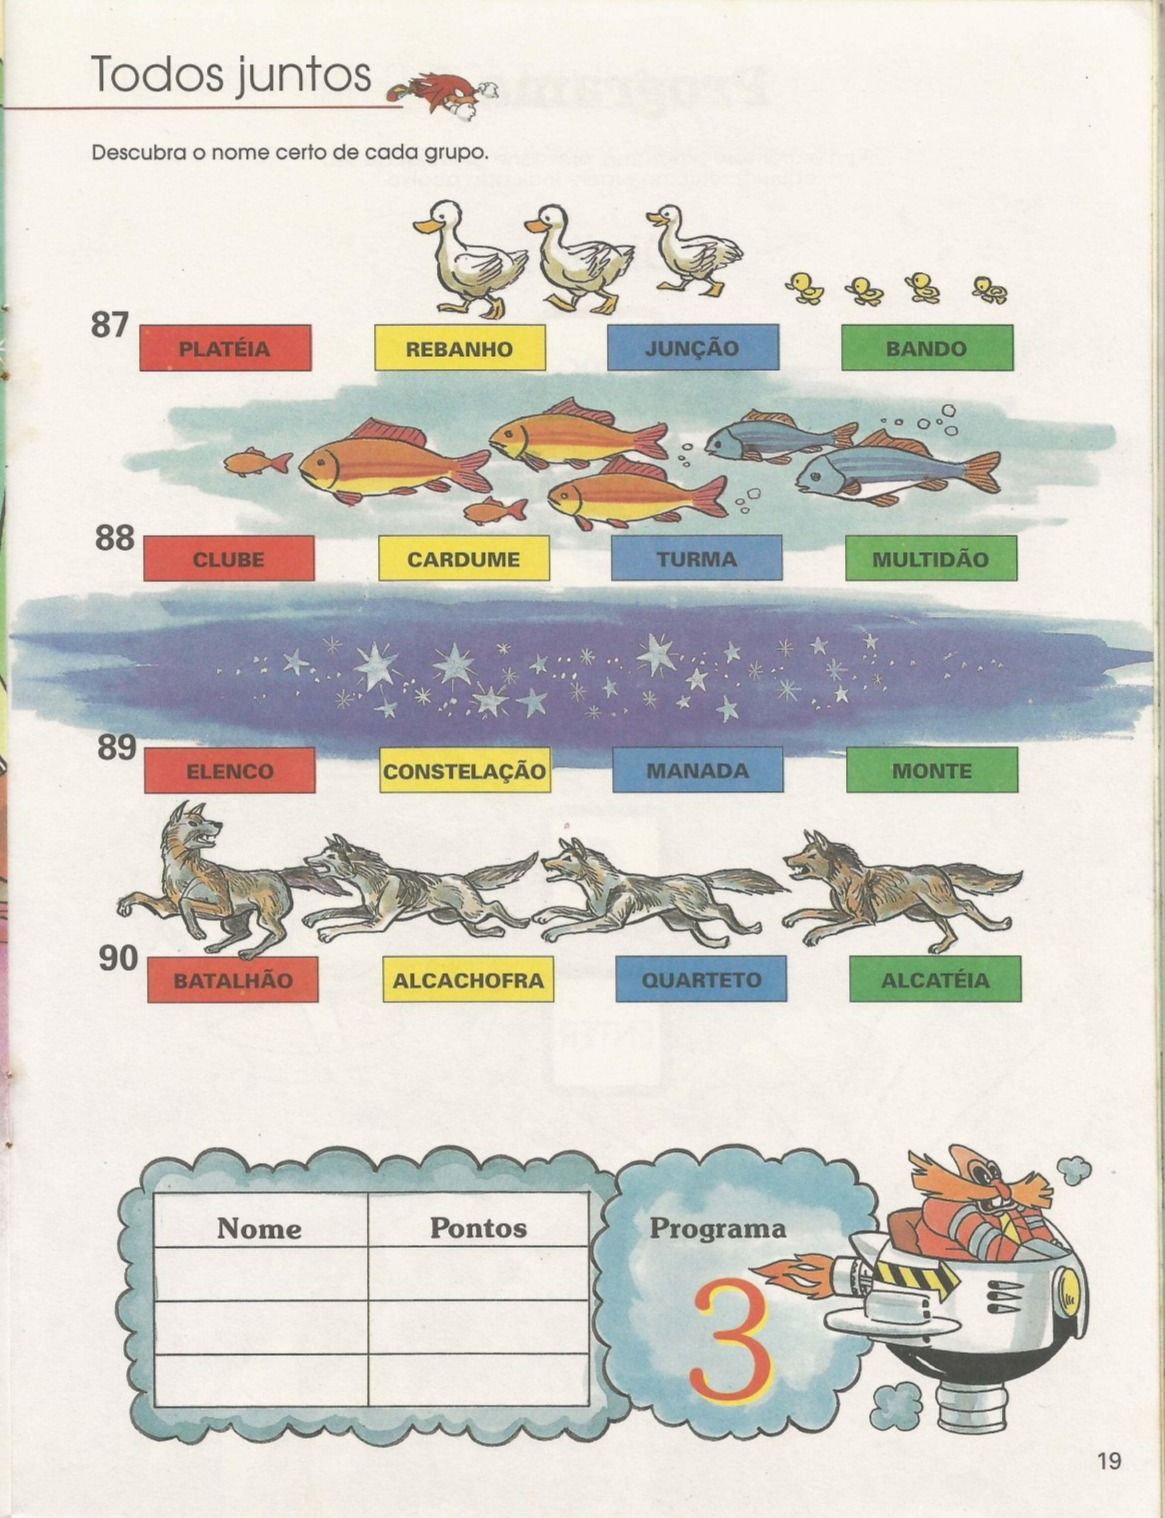 Todos juntos
Descubra o nome certo de cada grupo.
87
PLATÉIA REBANHO JUNÇÃO BANDO
88
CLUBE CARDUME TURMA MULTIDÃO
89
ELENCO CONSTELAÇÃO MANADA MONTE
90
BATALHÃO ALCACHOFRA QUARTETO ALCATÉIA
Nome Pontos Programa
3
19